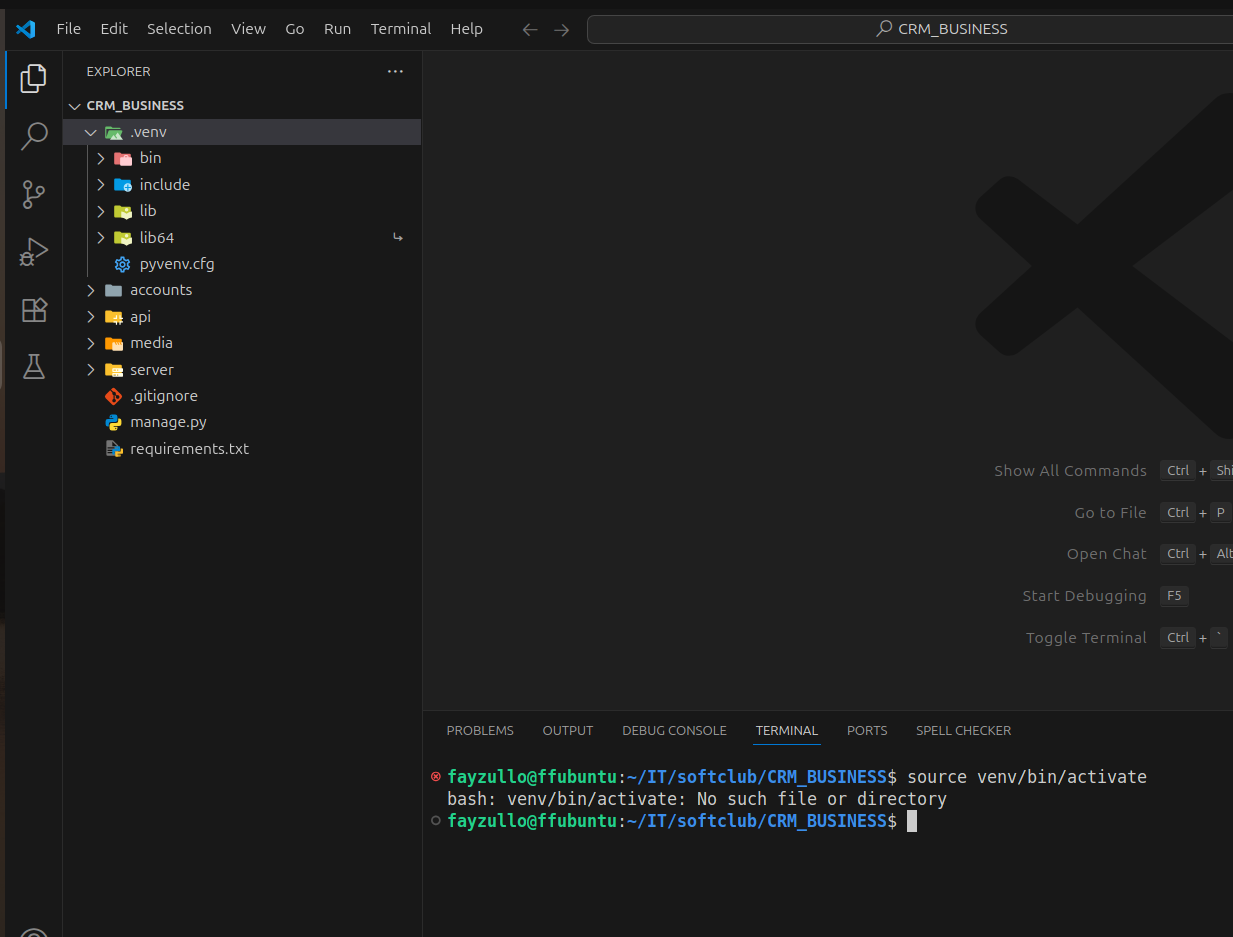 File Edit Selection View Go Run Terminal Help
CRM_BUSINESS
EXPLORER
CRM_BUSINESS
.venv
bin
include
lib
lib64
pyvenv.cfg
accounts
api
media
server
.gitignore
manage.py
requirements.txt
Show All Commands Ctrl + Shi
Go to File Ctrl + P
Open Chat Ctrl + Alt
Start Debugging F5
Toggle Terminal Ctrl + `
PROBLEMS OUTPUT DEBUG CONSOLE TERMINAL PORTS SPELL CHECKER
fayzullo@ffubuntu:~/IT/softclub/CRM_BUSINESS$ source venv/bin/activate
bash: venv/bin/activate: No such file or directory
fayzullo@ffubuntu:~/IT/softclub/CRM_BUSINESS$